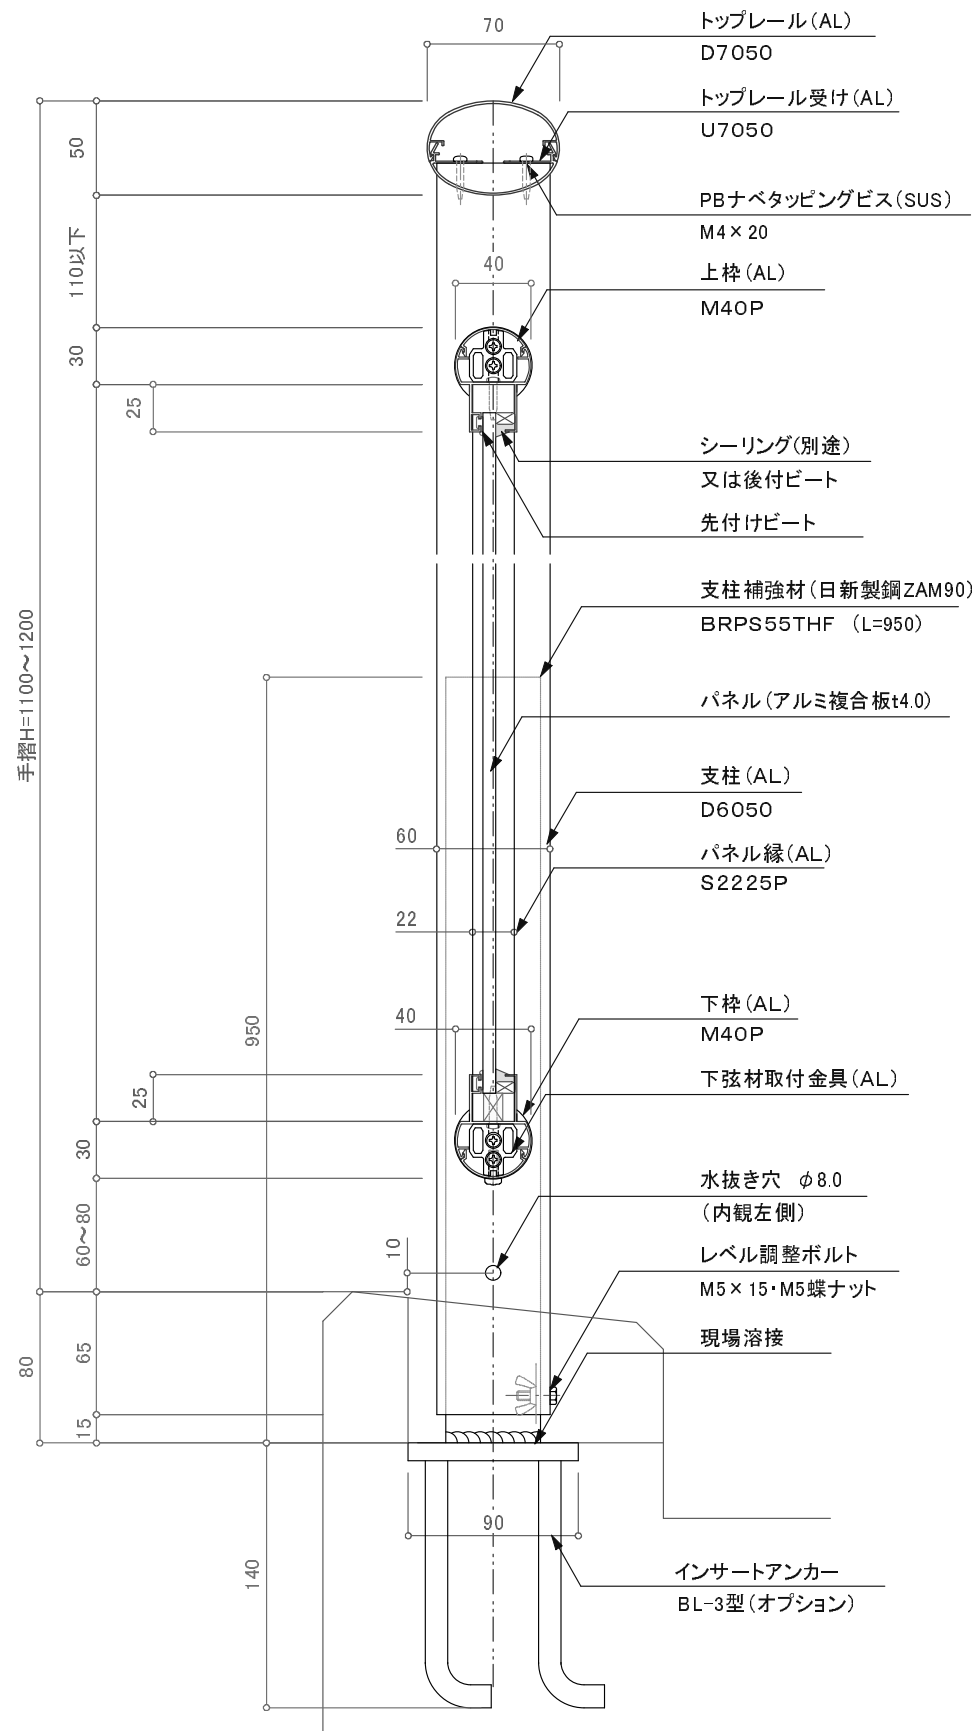 70
トップレール(AL)
D7050
トップレール受け(AL)
U7050
50
PBナベタッピングビス(SUS)
M4×20
110以下
40
上枠(AL)
M40P
30
25
シーリング(別途)
又は後付ビート
先付けビート
支柱補強材(日新製鋼ZAM90)
BRPS55THF (L=950)
手摺H=1100～1200
パネル(アルミ複合板t4.0)
支柱(AL)
D6050
60
パネル縁(AL)
S2225P
22
950
40
下枠(AL)
M40P
下弦材取付金具(AL)
25
30
水抜き穴 φ8.0
(内観左側)
60～80
10
レベル調整ボルト
M5×15・M5蝶ナット
現場溶接
80
65
15
90
140
インサートアンカー
BL-3型(オプション)